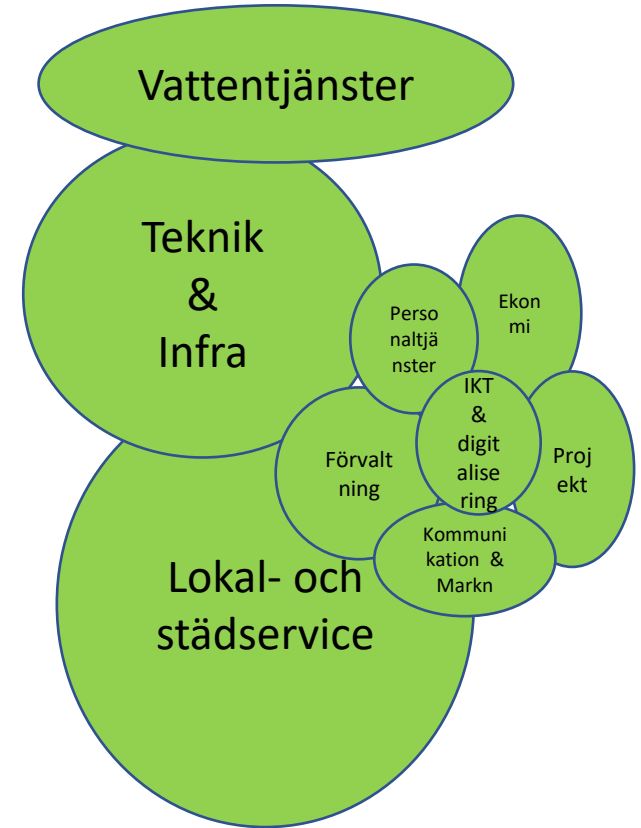 Vattentjänster
Teknik
&
Infra
Perso
naltjä
nster
Ekon
mi
IKT
&
digit
alise
ring
Förvalt
ning
Proj
ekt
Kommuni
kation &
Markn
Lokal- och
städservice